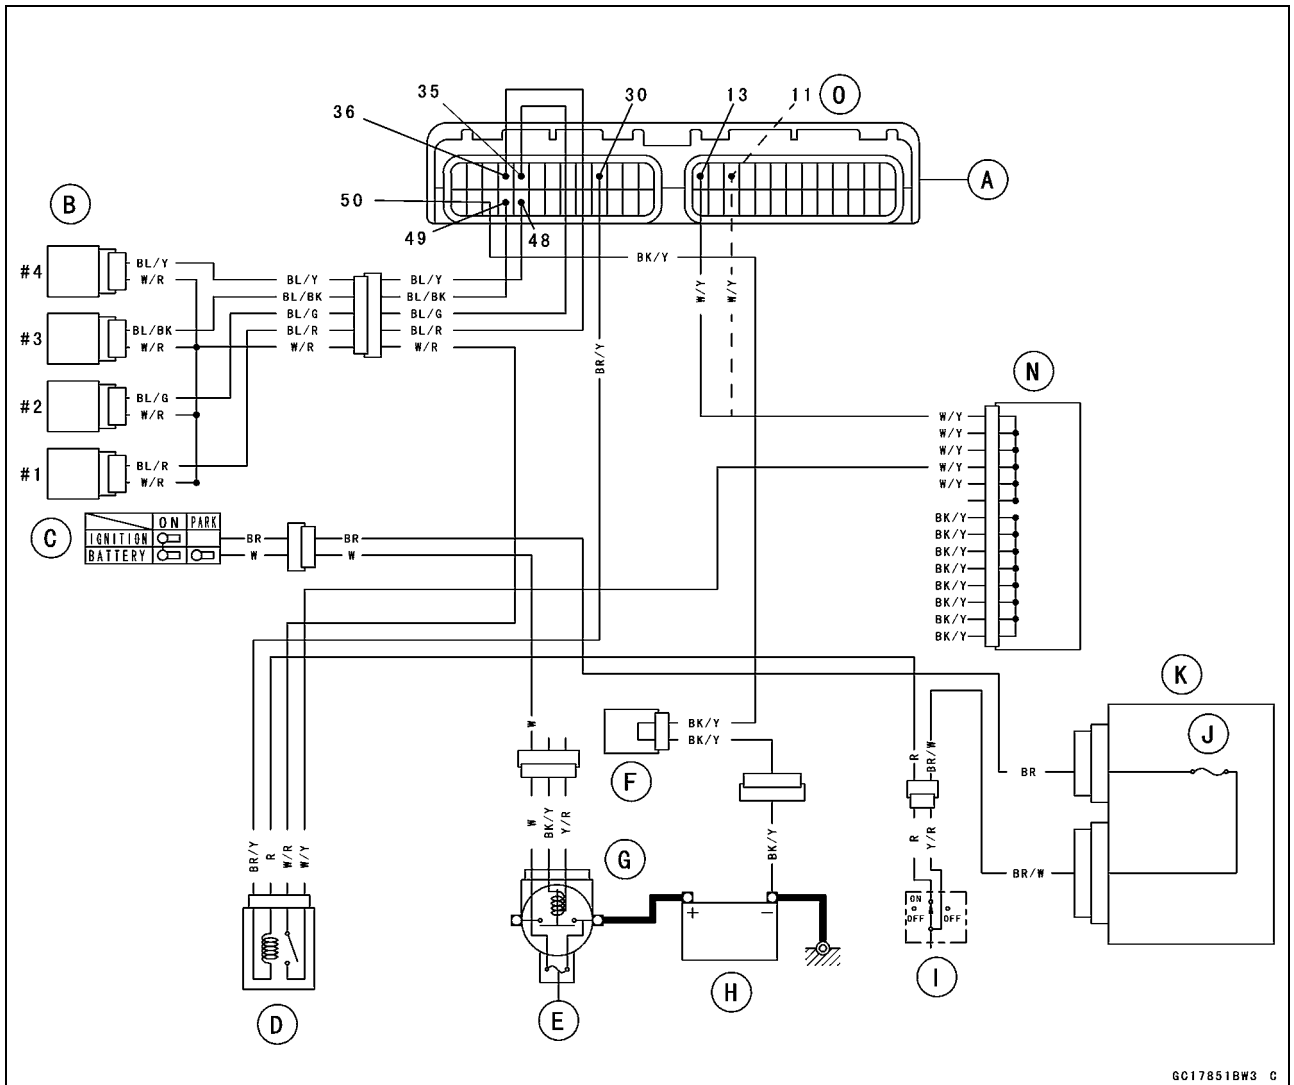 35
30
13
11
O
36
A
50
B
49
48
BK/Y
#4
BL/Y
W/R
BL/Y
BL/Y
BL/BK
BL/BK
W/Y
W/Y
BL/G
BL/G
#3
BL/BK
BL/R
BL/R
W/R
W/R
W/R
BR/Y
N
#2
BL/G
W/R
W/Y
W/Y
W/Y
W/Y
W/Y
#1
BL/R
W/R
BK/Y
BK/Y
BK/Y
BK/Y
BK/Y
BK/Y
BK/Y
BK/Y
C
ON PARK
IGNITION
BATTERY
BR
BR
W
W
K
J
W
BK/Y
BK/Y
R
BR/W
BR
F
W
BK/Y
Y/R
BK/Y
R
Y/R
BR/Y
R
W/R
W/Y
G
BR/W
+
−
ON
OFF
OFF
H
I
D
E
GC17851BW3 C